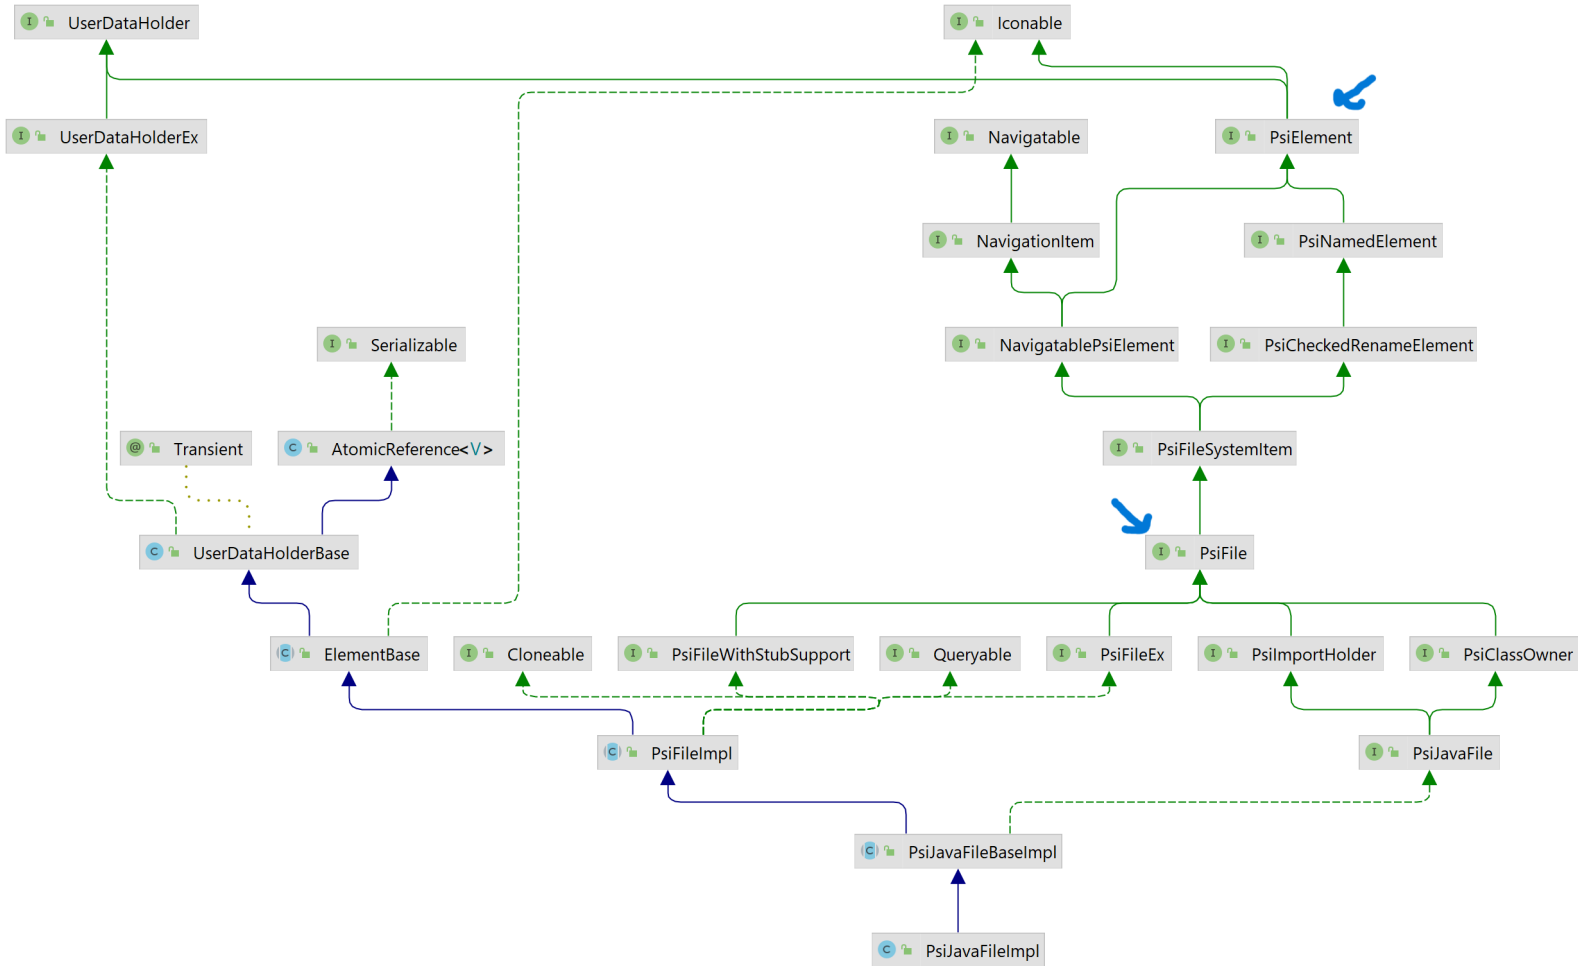 UserDataHolder
Iconable
UserDataHolderEx
Navigatable
PsiElement
NavigationItem
PsiNamedElement
Serializable
NavigatablePsiElement
PsiCheckedRenameElement
Transient
AtomicReference<V>
PsiFileSystemItem
UserDataHolderBase
PsiFile
ElementBase
Cloneable
PsiFileWithStubSupport
Queryable
PsiFileEx
PsiImportHolder
PsiClassOwner
PsiFileImpl
PsiJavaFile
PsiJavaFileBaseImpl
PsiJavaFileImpl